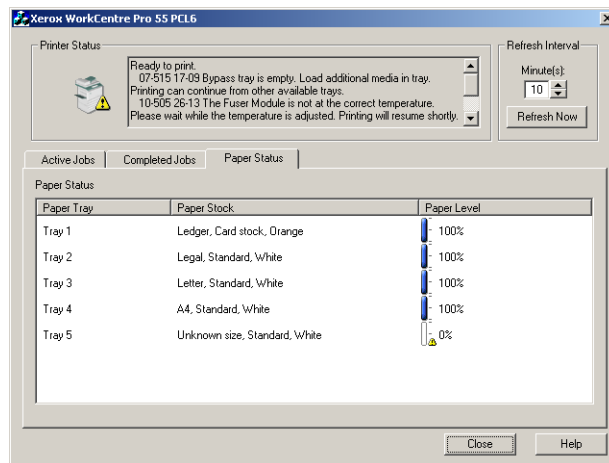 Xerox WorkCentre Pro 55 PCL6
Printer Status
Ready to print.
07-515 17-09 Bypass tray is empty. Load additional media in tray.
Printing can continue from other available trays.
10-505 26-13 The Fuser Module is not at the correct temperature.
Please wait while the temperature is adjusted. Printing will resume shortly.
Refresh Interval
Minute(s):
10
Refresh Now
Active Jobs Completed Jobs Paper Status
Paper Status
Paper Tray Paper Stock Paper Level
Tray 1 Ledger, Card stock, Orange 100%
Tray 2 Legal, Standard, White 100%
Tray 3 Letter, Standard, White 100%
Tray 4 A4, Standard, White 100%
Tray 5 Unknown size, Standard, White 0%
Close Help